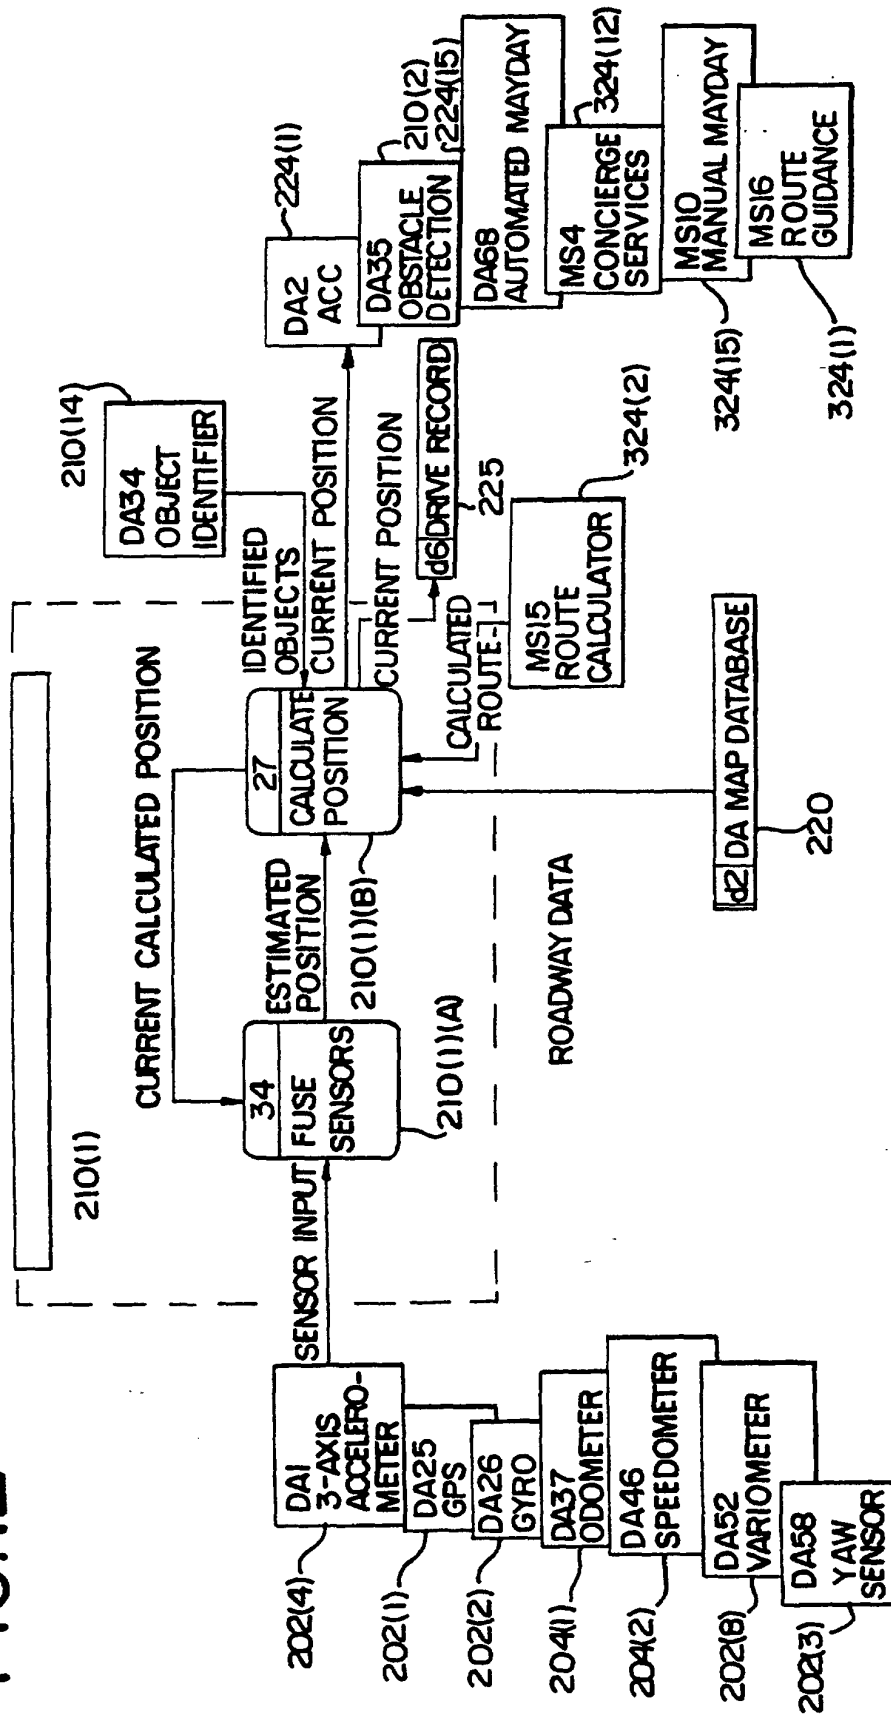 210(1)
CURRENT CALCULATED POSITION
210(14)
DA34
OBJECT
IDENTIFIER
IDENTIFIED
OBJECTS
CURRENT POSITION
CURRENT POSITION
SENSOR INPUT
34
FUSE
SENSORS
210(1)(A)
ESTIMATED
POSITION
27
CALCULATE
POSITION
210(1)(B)
CALCULATED
ROUTE
d6 DRIVE RECORD
225
MS15
ROUTE
CALCULATOR
324(2)
ROADWAY DATA
d2 DA MAP DATABASE
220
DA1
3-AXIS
ACCELERO-
METER
202(4)
DA25
GPS
202(1)
DA26
GYRO
202(2)
DA37
ODOMETER
204(1)
DA46
SPEEDOMETER
204(2)
DA52
VARIOMETER
202(8)
DA58
YAW
SENSOR
202(3)
DA2
ACC
224(1)
DA35
OBSTACLE
DETECTION
210(2)
224(15)
DA68
AUTOMATED MAYDAY
MS4
CONCIERGE
SERVICES
324(12)
MS10
MANUAL MAYDAY
324(15)
MS16
ROUTE
GUIDANCE
324(1)